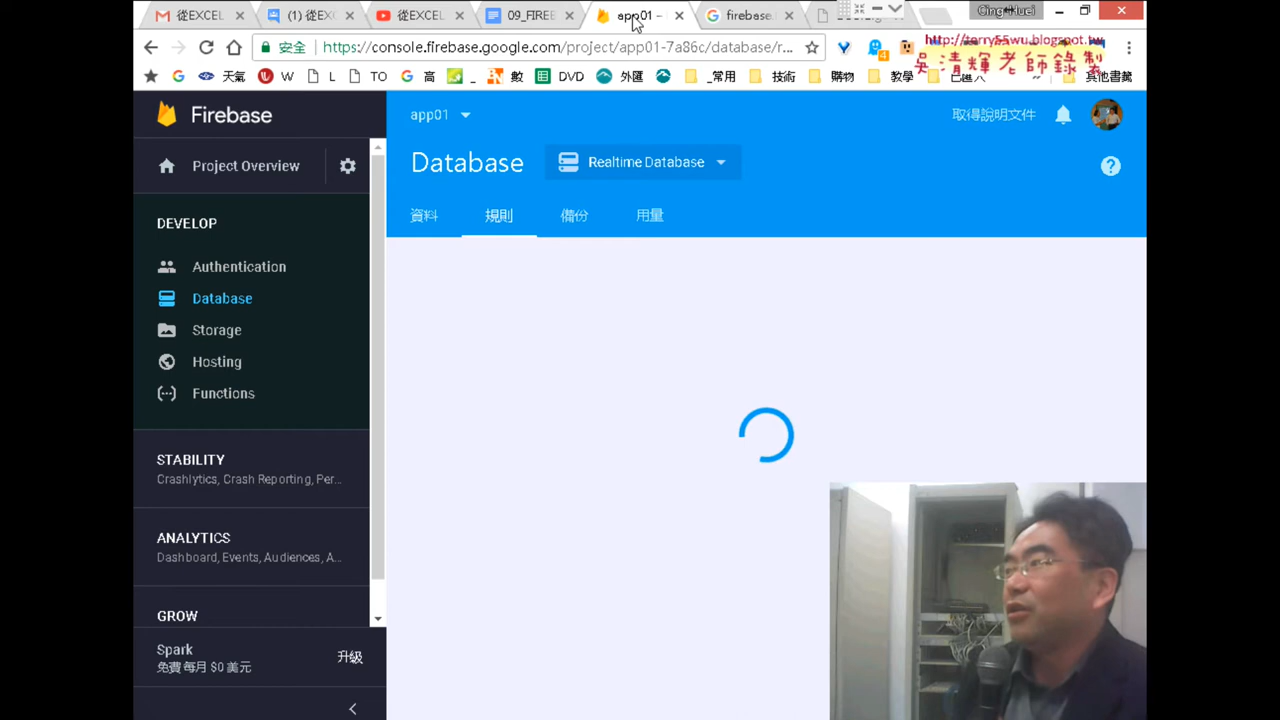 從EXCEL
(1) 從EXC
從EXCEL
09_FIREE
app01 –
firebase
Cing-Huei
安全
https://console.firebase.google.com/project/app01-7a86c/database/r...
http://terry55wu.blogspot.tw
吳清輝老師錄製
天氣
W
L
TO
高
_
數
DVD
外匯
_常用
技術
購物
教學
»
其他書籤
Firebase
app01
取得說明文件
Project Overview
Database
Realtime Database
資料
規則
備份
用量
DEVELOP
Authentication
Database
Storage
Hosting
Functions
STABILITY
Crashlytics, Crash Reporting, Per...
ANALYTICS
Dashboard, Events, Audiences, A...
GROW
Spark
免費 每月 $0 美元
升級